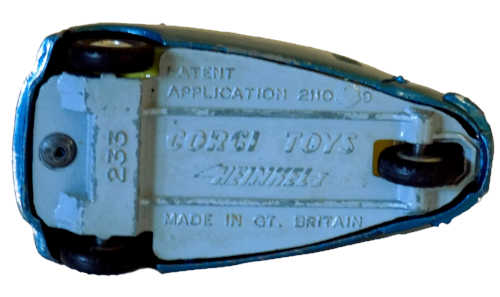 PATENT
APPLICATION 2110
CORGI TOYS
HEINKEL
MADE IN GT. BRITAIN
233